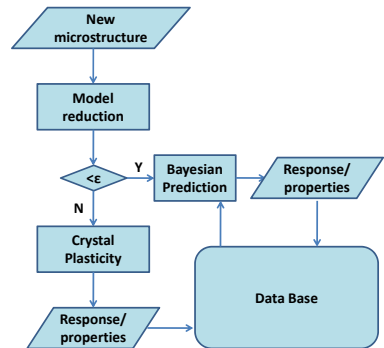 New
microstructure
Model
reduction
<ε
Y
N
Bayesian
Prediction
Response/
properties
Crystal
Plasticity
Data Base
Response/
properties